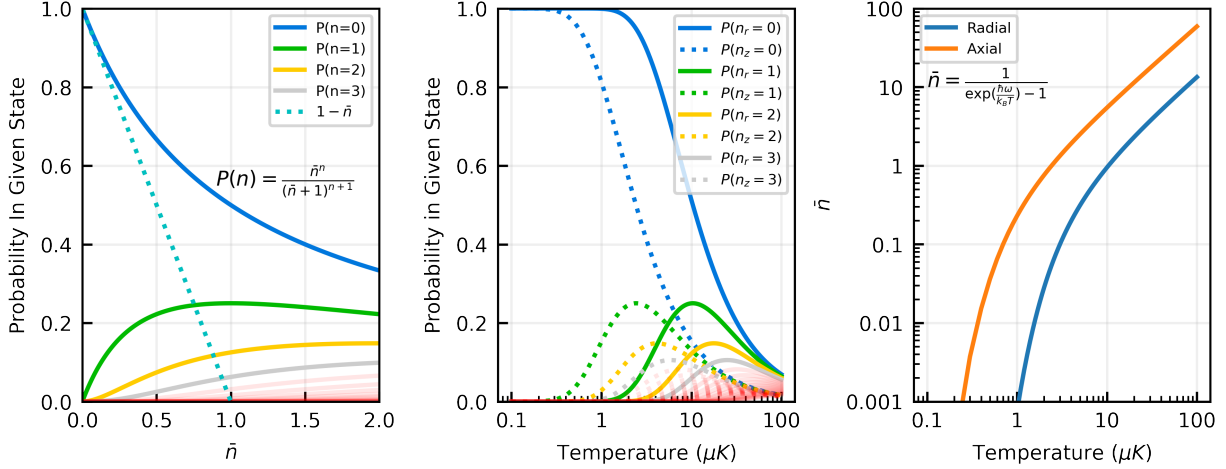 1.0
0.8
0.6
0.4
0.2
0.0
0.0 0.5 1.0 1.5 2.0
Probability In Given State
n̄
P(n=0)
P(n=1)
P(n=2)
P(n=3)
1 − n̄
P(n) = n̄ⁿ/(n̄+1)ⁿ⁺¹
1.0
0.8
0.6
0.4
0.2
0.0
0.1 1 10 100
Probability in Given State
Temperature (μK)
P(nᵣ = 0)
P(n_z = 0)
P(nᵣ = 1)
P(n_z = 1)
P(nᵣ = 2)
P(n_z = 2)
P(nᵣ = 3)
P(n_z = 3)
100
10
1
0.1
0.01
0.001
0.1 1 10 100
n̄
Temperature (μK)
Radial
Axial
n̄ = 1/(exp(ħω/(k_BT)) − 1)